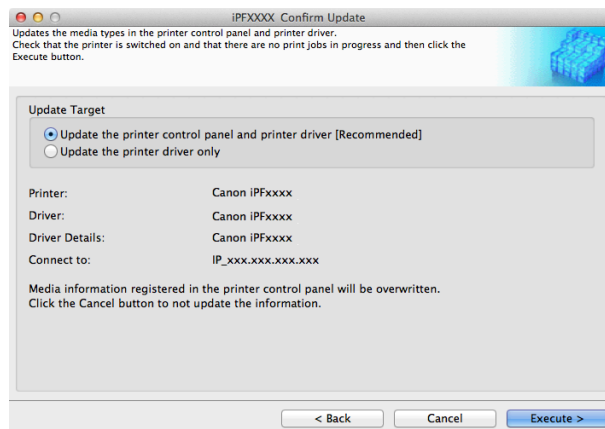 iPFXXXX Confirm Update
Updates the media types in the printer control panel and printer driver.
Check that the printer is switched on and that there are no print jobs in progress and then click the
Execute button.
Update Target
Update the printer control panel and printer driver [Recommended]
Update the printer driver only
Printer: Canon iPFxxxx
Driver: Canon iPFxxxx
Driver Details: Canon iPFxxxx
Connect to: IP_xxx.xxx.xxx.xxx
Media information registered in the printer control panel will be overwritten.
Click the Cancel button to not update the information.
< Back Cancel Execute >